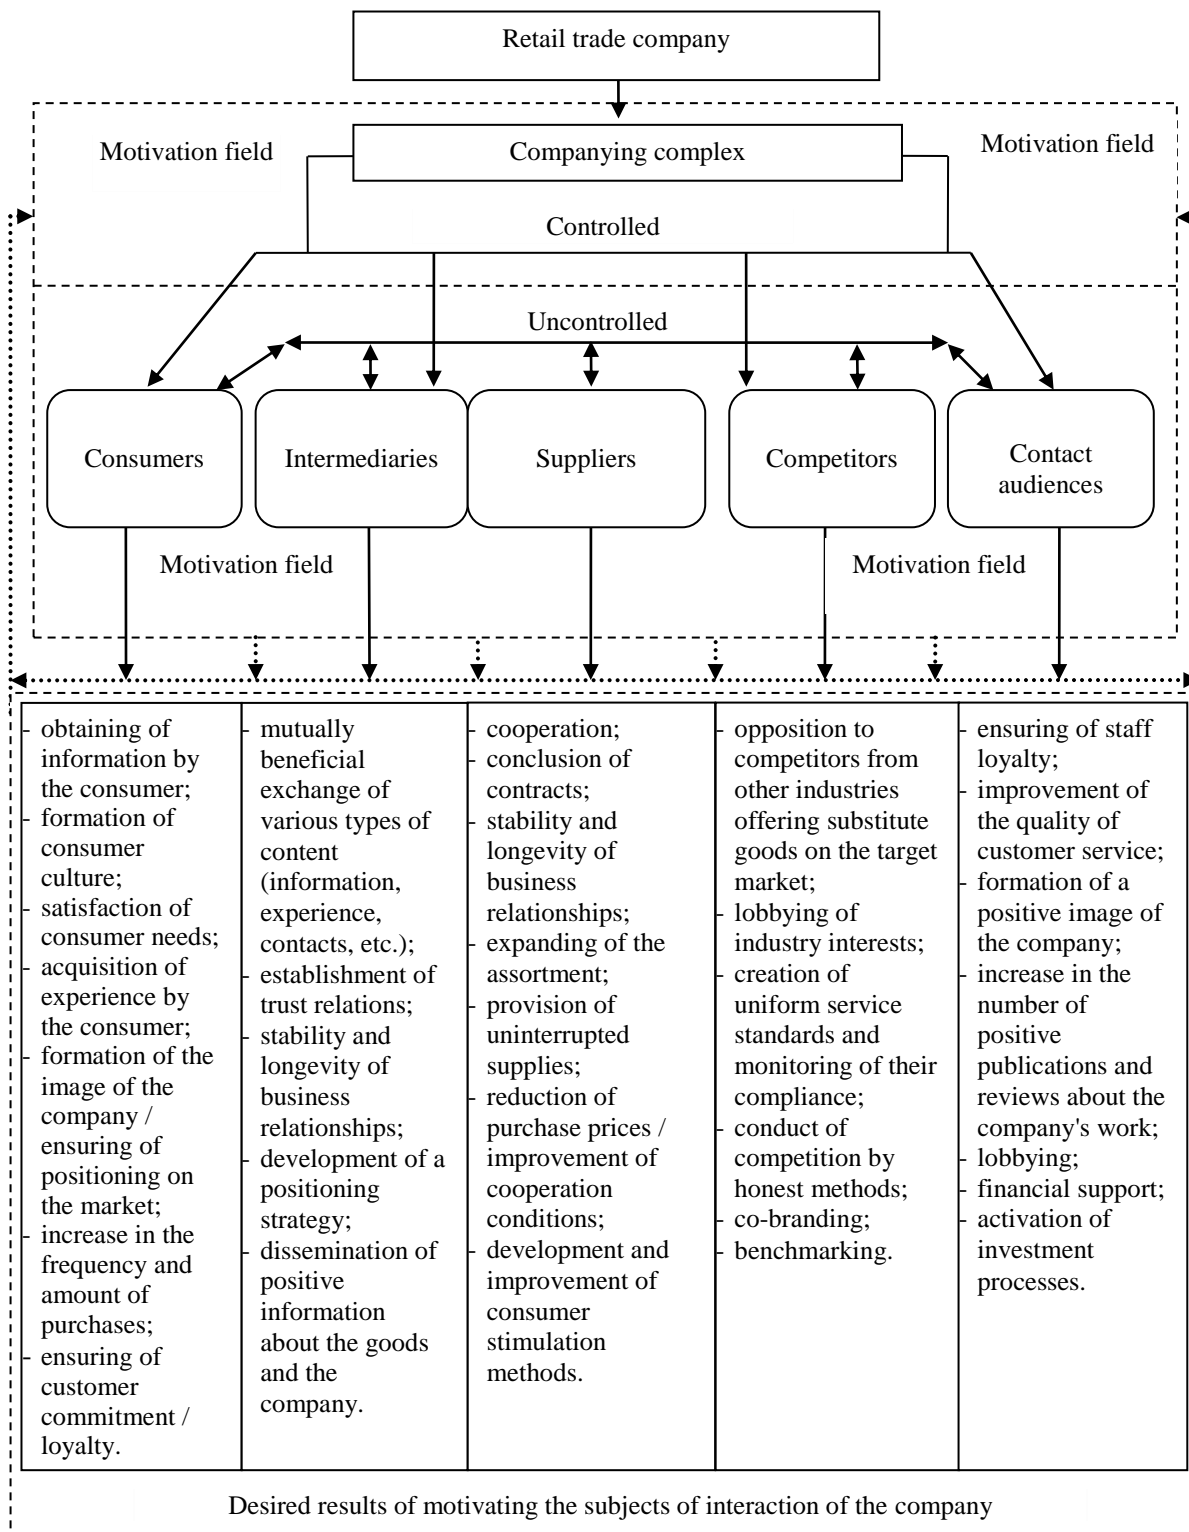 Retail trade company
Motivation field
Companying complex
Motivation field
Controlled
Uncontrolled
Consumers
Intermediaries
Suppliers
Competitors
Contact
audiences
Motivation field
Motivation field
- obtaining of
information by
the consumer;
- formation of
consumer
culture;
- satisfaction of
consumer needs;
- acquisition of
experience by
the consumer;
- formation of the
image of the
company /
ensuring of
positioning on
the market;
- increase in the
frequency and
amount of
purchases;
- ensuring of
customer
commitment /
loyalty.
- mutually
beneficial
exchange of
various types of
content
(information,
experience,
contacts, etc.);
- establishment of
trust relations;
- stability and
longevity of
business
relationships;
- development of a
positioning
strategy;
- dissemination of
positive
information
about the goods
and the
company.
- cooperation;
- conclusion of
contracts;
- stability and
longevity of
business
relationships;
- expanding of the
assortment;
- provision of
uninterrupted
supplies;
- reduction of
purchase prices /
improvement of
cooperation
conditions;
- development and
improvement of
consumer
stimulation
methods.
- opposition to
competitors from
other industries
offering substitute
goods on the target
market;
- lobbying of
industry interests;
- creation of
uniform service
standards and
monitoring of their
compliance;
- conduct of
competition by
honest methods;
- co-branding;
- benchmarking.
- ensuring of staff
loyalty;
- improvement of
the quality of
customer service;
- formation of a
positive image of
the company;
- increase in the
number of
positive
publications and
reviews about the
company's work;
- lobbying;
- financial support;
- activation of
investment
processes.
Desired results of motivating the subjects of interaction of the company